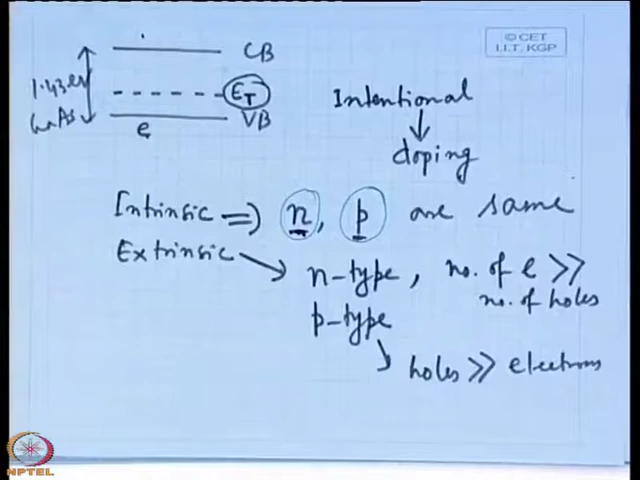 © CET
I.I.T. KGP
CB
1.43eV
ET
GaAs
VB
e
Intentional
doping
Intrinsic => n, p are same
Extrinsic
n-type, no. of e >>
no. of holes
p-type
holes >> electrons
NPTEL